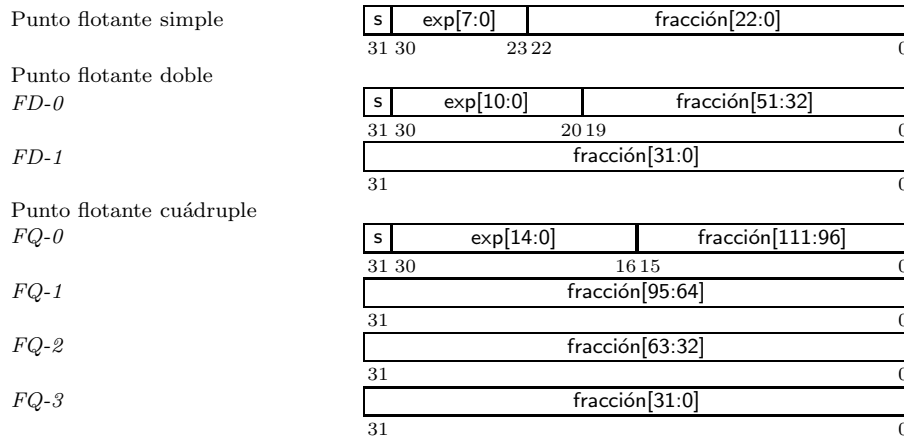 Punto flotante simple s exp[7:0] fracción[22:0]
31 30 23 22 0
Punto flotante doble
FD-0 s exp[10:0] fracción[51:32]
31 30 20 19 0
FD-1 fracción[31:0]
31 0
Punto flotante cuádruple
FQ-0 s exp[14:0] fracción[111:96]
31 30 16 15 0
FQ-1 fracción[95:64]
31 0
FQ-2 fracción[63:32]
31 0
FQ-3 fracción[31:0]
31 0